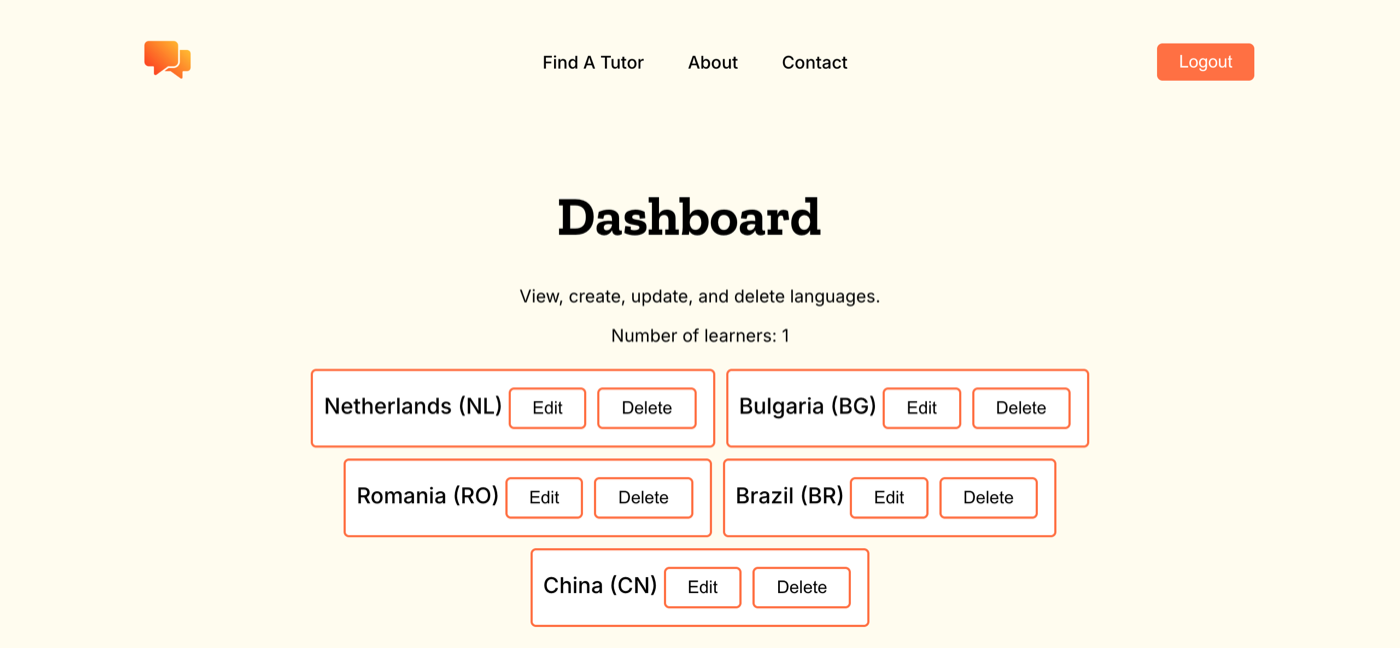 Find A Tutor About Contact Logout
Dashboard
View, create, update, and delete languages.
Number of learners: 1
Netherlands (NL) Edit Delete Bulgaria (BG) Edit Delete
Romania (RO) Edit Delete Brazil (BR) Edit Delete
China (CN) Edit Delete